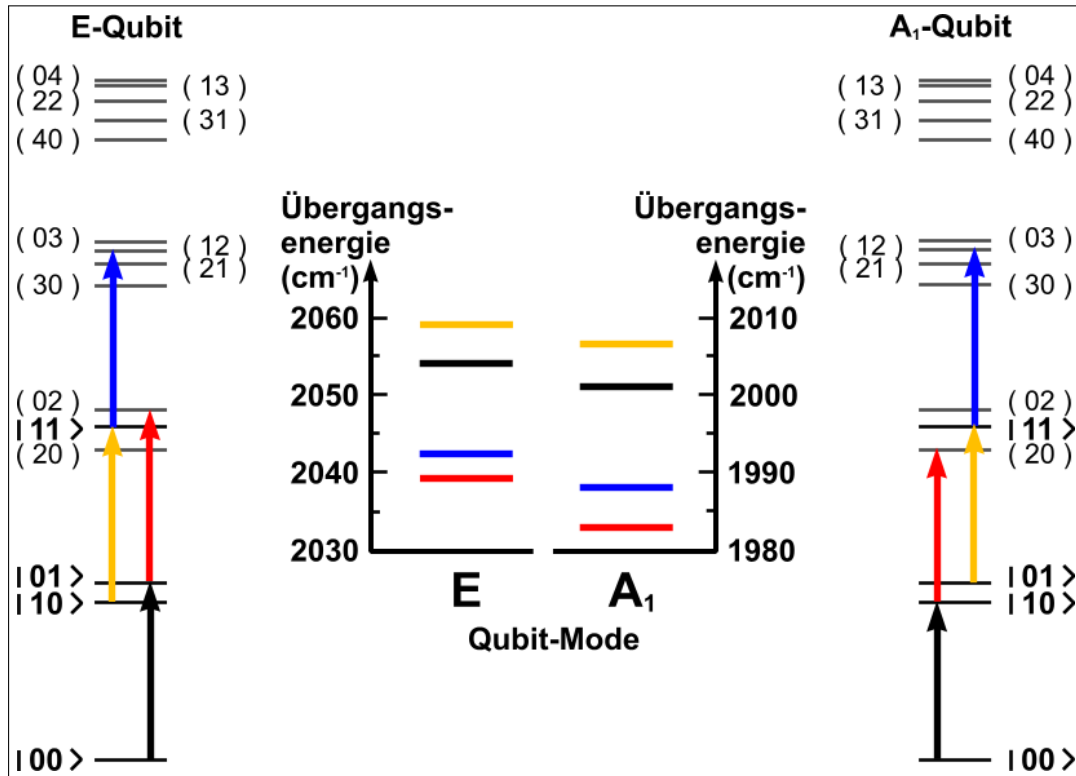 E-Qubit
( 04 )
( 13 )
( 22 )
( 31 )
( 40 )
( 03 )
( 12 )
( 21 )
( 30 )
( 02 )
| 11 >
( 20 )
| 01 >
| 10 >
| 00 >
Übergangs-
energie
(cm⁻¹)
2060
2050
2040
2030
E
Übergangs-
energie
(cm⁻¹)
2010
2000
1990
1980
A₁
Qubit-Mode
A₁-Qubit
( 04 )
( 13 )
( 22 )
( 31 )
( 40 )
( 03 )
( 12 )
( 21 )
( 30 )
( 02 )
| 11 >
( 20 )
| 01 >
| 10 >
| 00 >